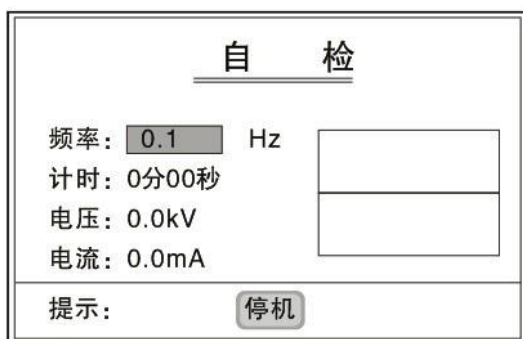 自 检
频率：0.1 Hz
计时：0分00秒
电压：0.0kV
电流：0.0mA
提示： 停机